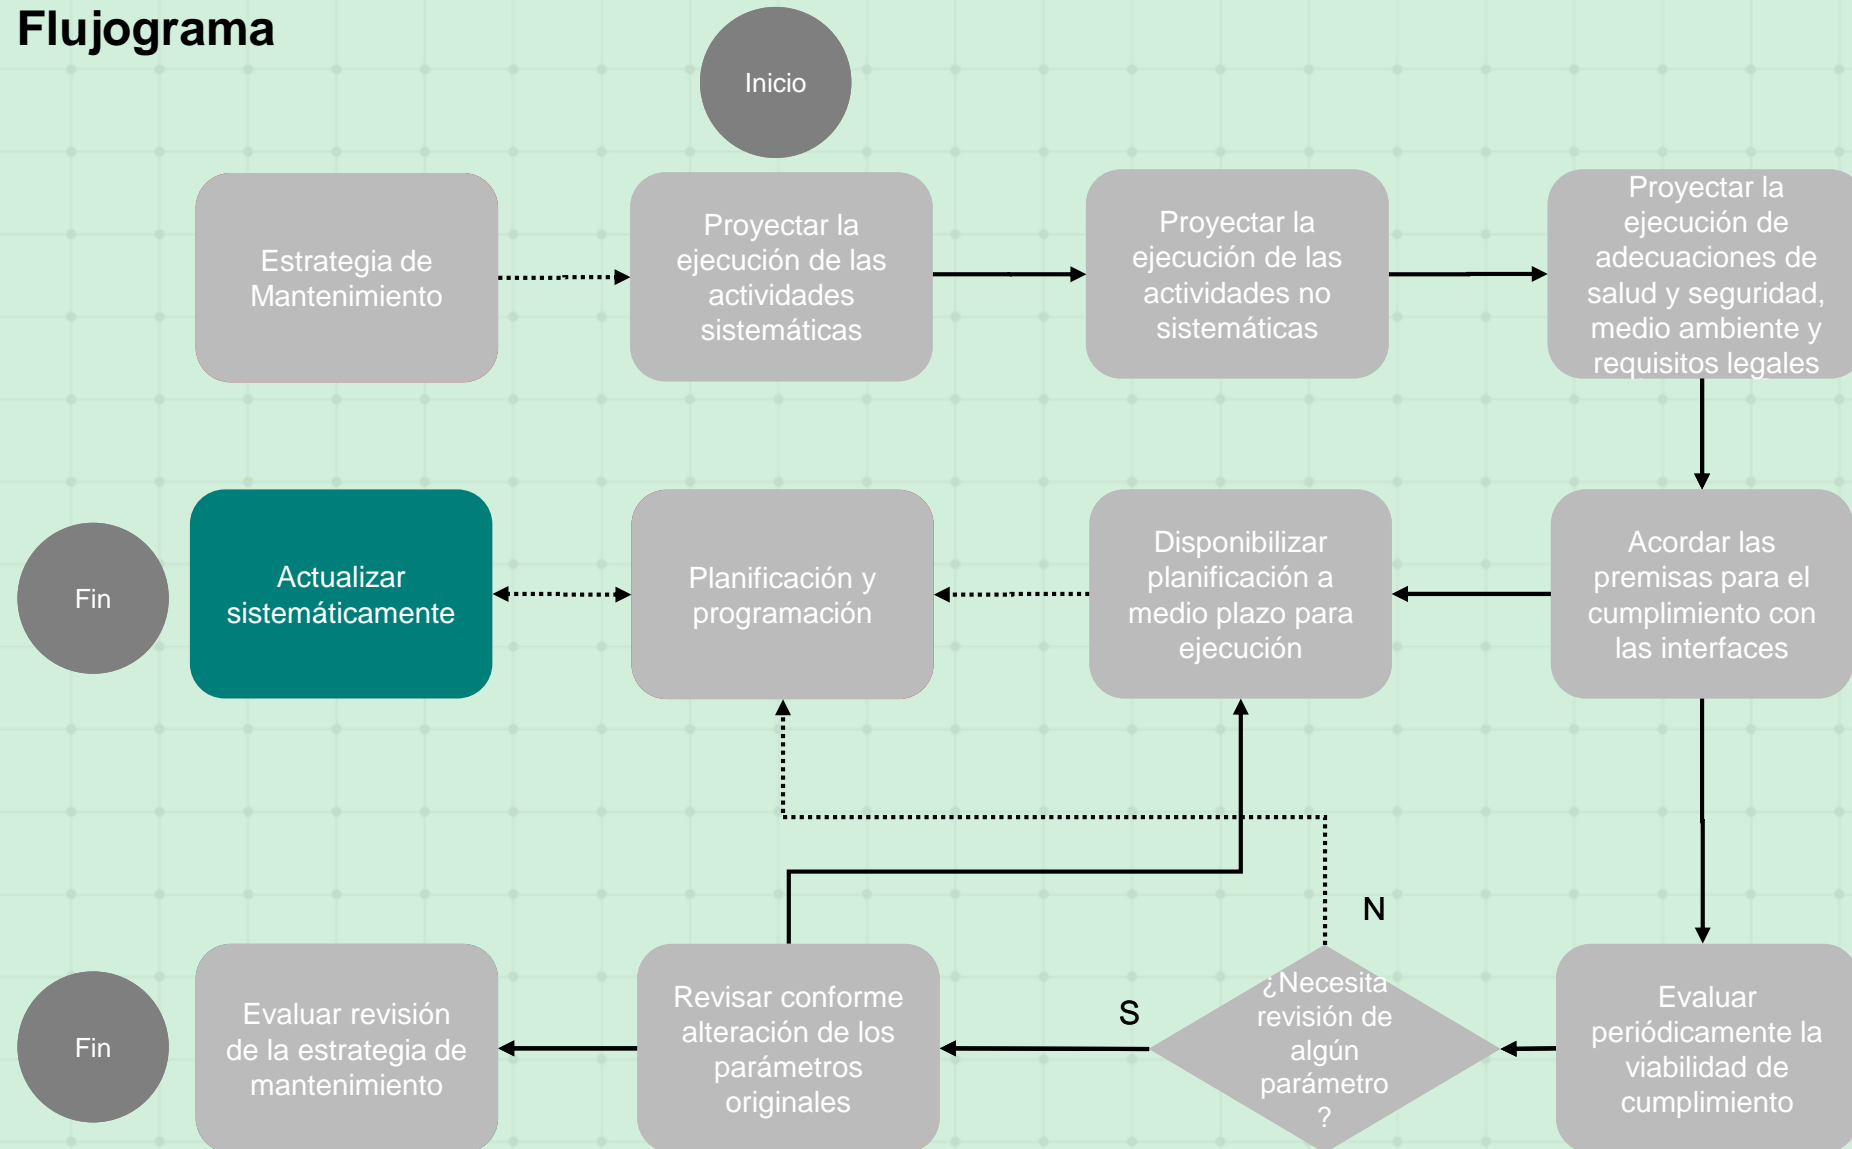 Flujograma
Inicio
Estrategia de
Mantenimiento
Proyectar la
ejecución de las
actividades
sistemáticas
Proyectar la
ejecución de las
actividades no
sistemáticas
Proyectar la
ejecución de
adecuaciones de
salud y seguridad,
medio ambiente y
requisitos legales
Fin
Actualizar
sistemáticamente
Planificación y
programación
Disponibilizar
planificación a
medio plazo para
ejecución
Acordar las
premisas para el
cumplimiento con
las interfaces
N
S
Fin
Evaluar revisión
de la estrategia de
mantenimiento
Revisar conforme
alteración de los
parámetros
originales
¿Necesita
revisión de
algún
parámetro
?
Evaluar
periódicamente la
viabilidad de
cumplimiento